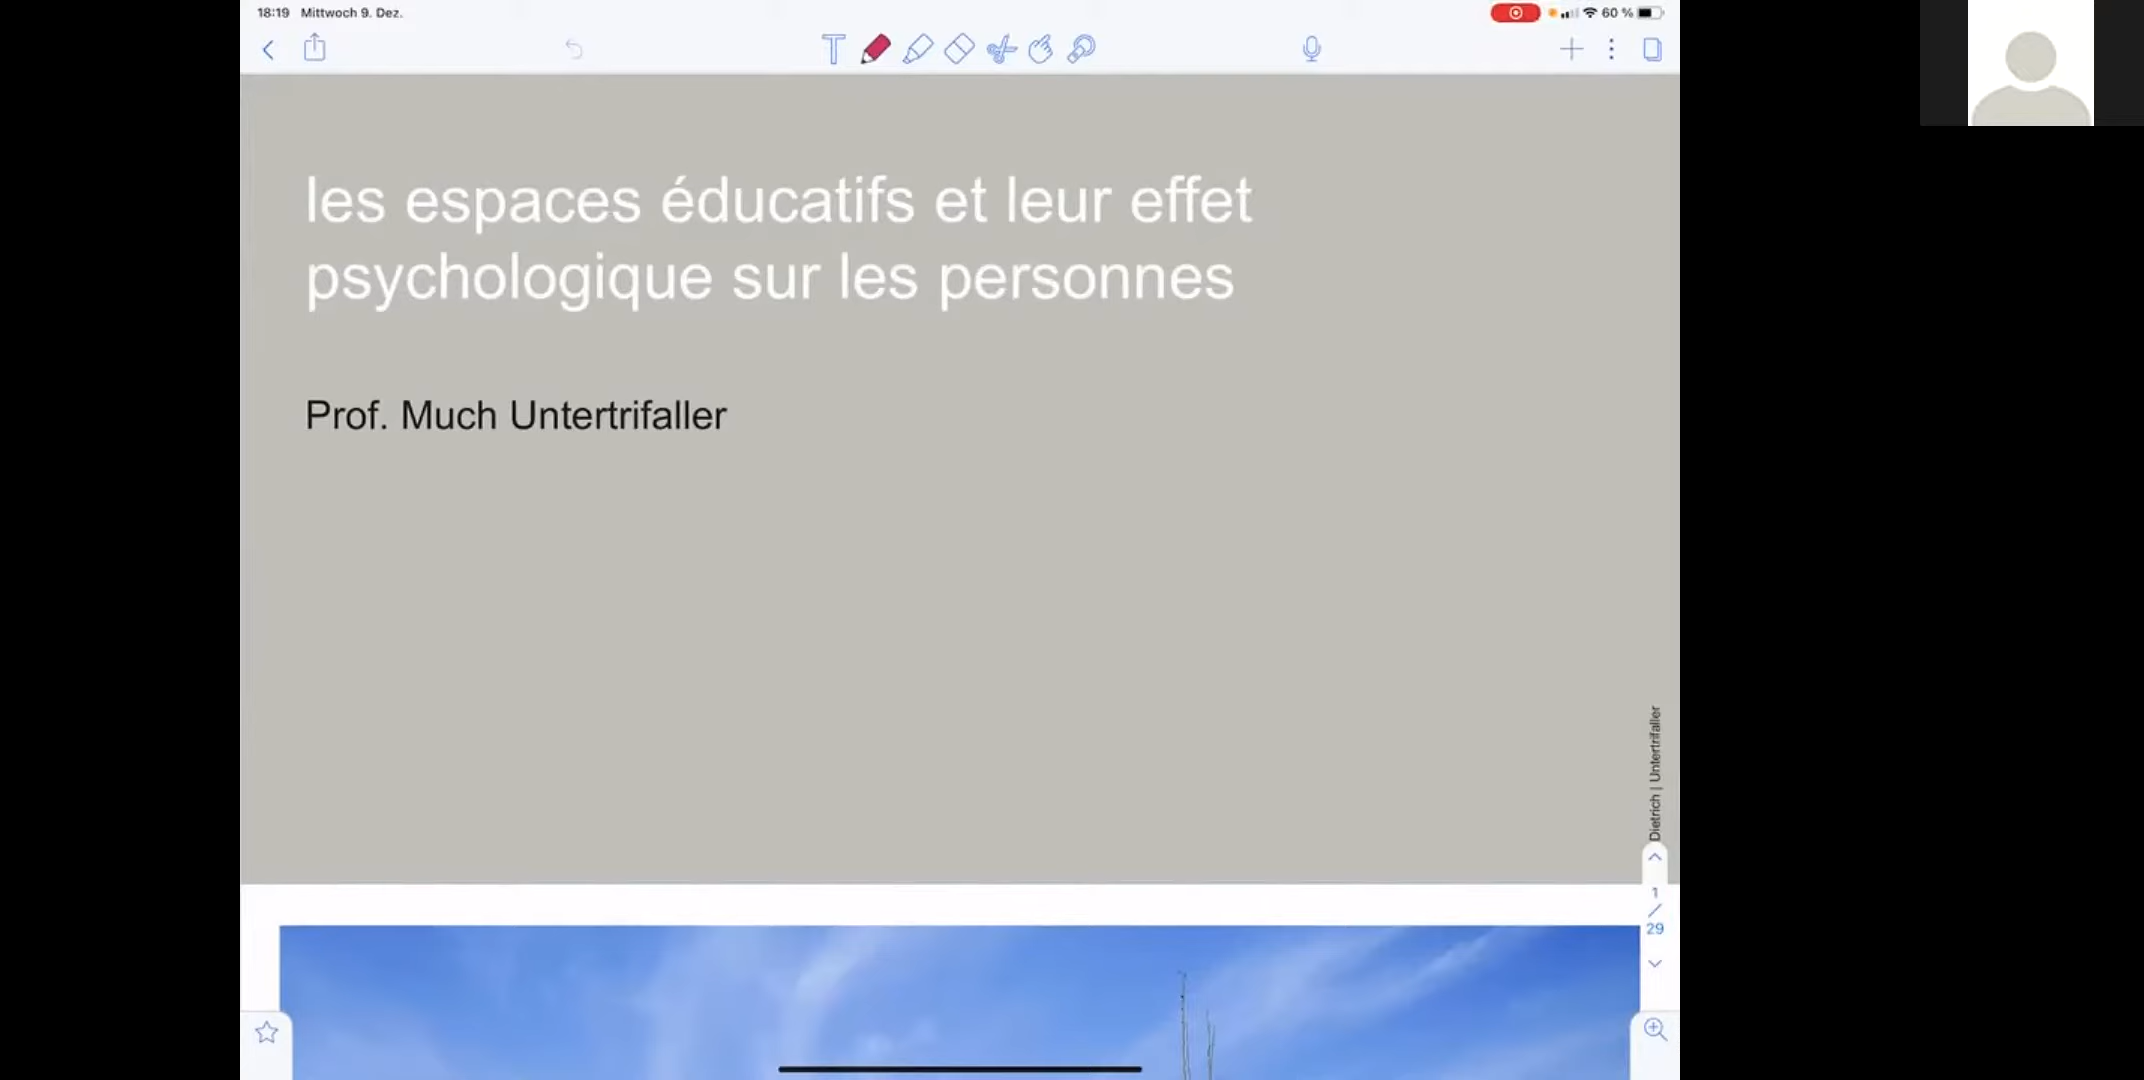 18:19 Mittwoch 9. Dez.
60 %
les espaces éducatifs et leur effet
psychologique sur les personnes
Prof. Much Untertrifaller
Dietrich | Untertrifaller
1
/
29